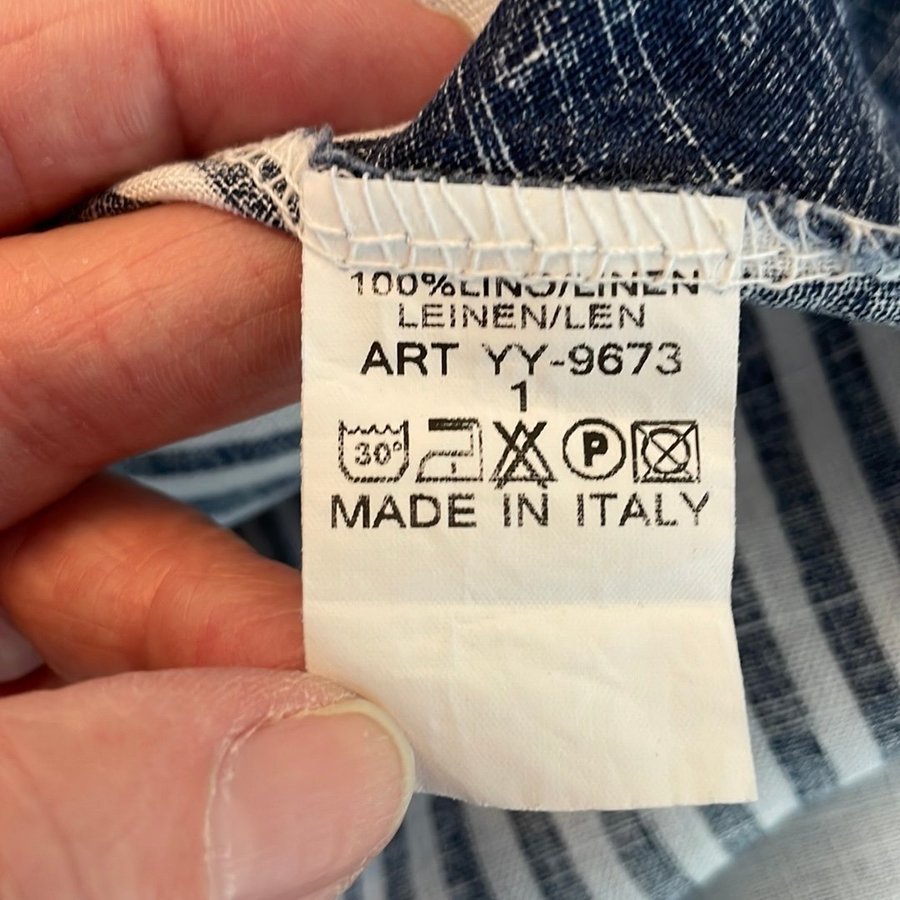 100%LINO/LINEN
LEINEN/LEN
ART YY-9673
1
30° P
MADE IN ITALY